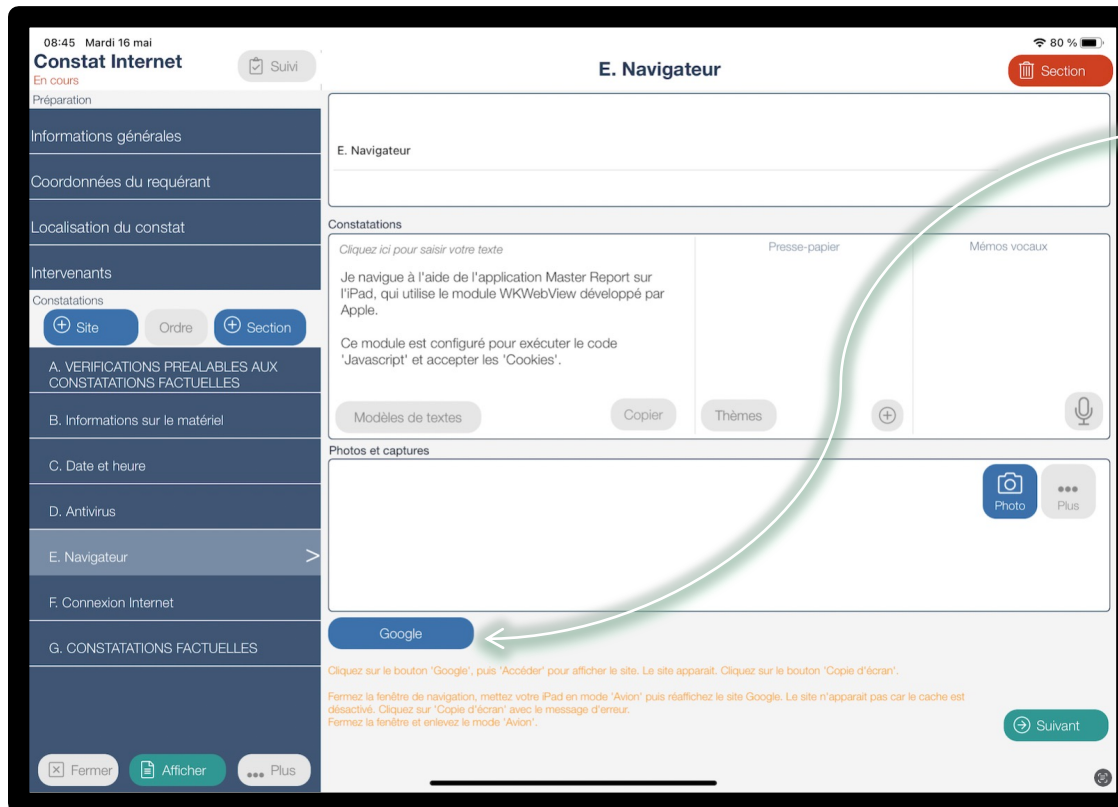 08:45 Mardi 16 mai
80 %
Constat Internet
En cours
Suivi
E. Navigateur
Section
Préparation
Informations générales
Coordonnées du requérant
Localisation du constat
Intervenants
Constatations
Site
Ordre
Section
A. VERIFICATIONS PREALABLES AUX
CONSTATATIONS FACTUELLES
B. Informations sur le matériel
C. Date et heure
D. Antivirus
E. Navigateur
>
F. Connexion Internet
G. CONSTATATIONS FACTUELLES
Fermer
Afficher
Plus
E. Navigateur
Constatations
Cliquez ici pour saisir votre texte
Je navigue à l'aide de l'application Master Report sur
l'iPad, qui utilise le module WKWebView développé par
Apple.
Ce module est configuré pour exécuter le code
'Javascript' et accepter les 'Cookies'.
Modèles de textes
Copier
Presse-papier
Thèmes
Mémos vocaux
Photos et captures
Photo
Plus
Google
Cliquez sur le bouton 'Google', puis 'Accéder' pour afficher le site. Le site apparait. Cliquez sur le bouton 'Copie d'écran'.
Fermez la fenêtre de navigation, mettez votre iPad en mode 'Avion' puis réaffichez le site Google. Le site n'apparait pas car le cache est
désactivé. Cliquez sur 'Copie d'écran' avec le message d'erreur.
Fermez la fenêtre et enlevez le mode 'Avion'.
Suivant